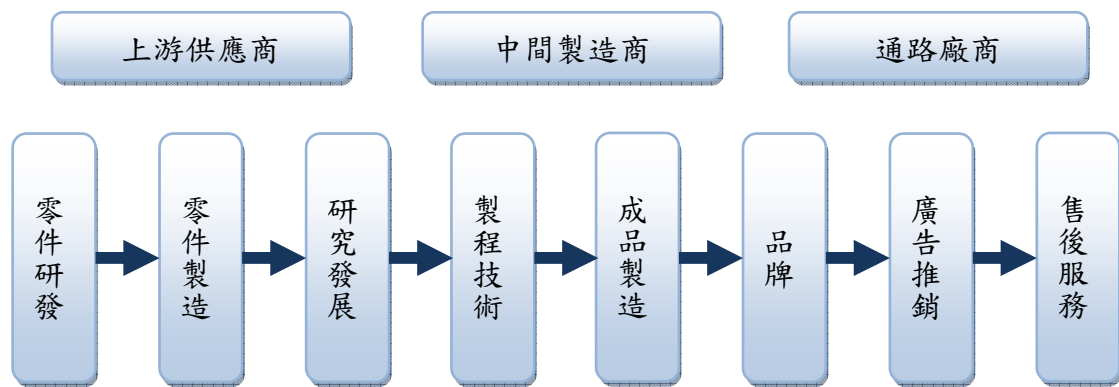 上游供應商
中間製造商
通路廠商
零件研發
零件製造
研究發展
製程技術
成品製造
品牌
廣告推銷
售後服務